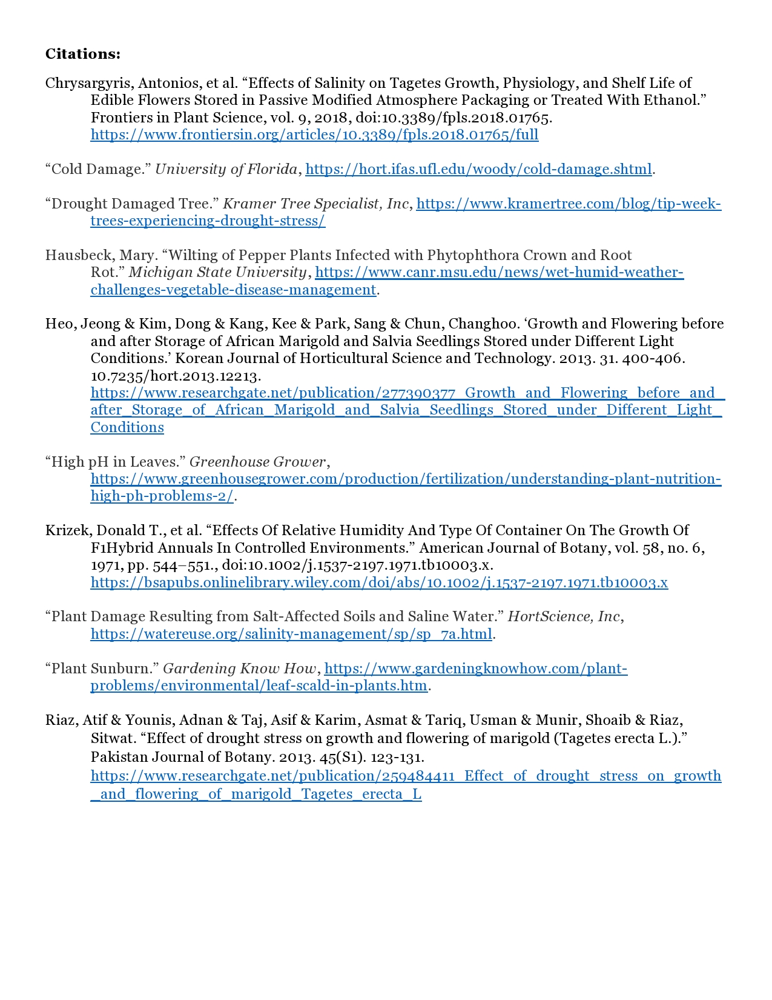 Citations:
Chrysargyris, Antonios, et al. “Effects of Salinity on Tagetes Growth, Physiology, and Shelf Life of
Edible Flowers Stored in Passive Modified Atmosphere Packaging or Treated With Ethanol.”
Frontiers in Plant Science, vol. 9, 2018, doi:10.3389/fpls.2018.01765.
https://www.frontiersin.org/articles/10.3389/fpls.2018.01765/full
“Cold Damage.” University of Florida, https://hort.ifas.ufl.edu/woody/cold-damage.shtml.
“Drought Damaged Tree.” Kramer Tree Specialist, Inc, https://www.kramertree.com/blog/tip-week-
trees-experiencing-drought-stress/
Hausbeck, Mary. “Wilting of Pepper Plants Infected with Phytophthora Crown and Root
Rot.” Michigan State University, https://www.canr.msu.edu/news/wet-humid-weather-
challenges-vegetable-disease-management.
Heo, Jeong & Kim, Dong & Kang, Kee & Park, Sang & Chun, Changhoo. ‘Growth and Flowering before
and after Storage of African Marigold and Salvia Seedlings Stored under Different Light
Conditions.’ Korean Journal of Horticultural Science and Technology. 2013. 31. 400-406.
10.7235/hort.2013.12213.
https://www.researchgate.net/publication/277390377_Growth_and_Flowering_before_and_
after_Storage_of_African_Marigold_and_Salvia_Seedlings_Stored_under_Different_Light_
Conditions
“High pH in Leaves.” Greenhouse Grower,
https://www.greenhousegrower.com/production/fertilization/understanding-plant-nutrition-
high-ph-problems-2/.
Krizek, Donald T., et al. “Effects Of Relative Humidity And Type Of Container On The Growth Of
F1Hybrid Annuals In Controlled Environments.” American Journal of Botany, vol. 58, no. 6,
1971, pp. 544–551., doi:10.1002/j.1537-2197.1971.tb10003.x.
https://bsapubs.onlinelibrary.wiley.com/doi/abs/10.1002/j.1537-2197.1971.tb10003.x
“Plant Damage Resulting from Salt-Affected Soils and Saline Water.” HortScience, Inc,
https://watereuse.org/salinity-management/sp/sp_7a.html.
“Plant Sunburn.” Gardening Know How, https://www.gardeningknowhow.com/plant-
problems/environmental/leaf-scald-in-plants.htm.
Riaz, Atif & Younis, Adnan & Taj, Asif & Karim, Asmat & Tariq, Usman & Munir, Shoaib & Riaz,
Sitwat. “Effect of drought stress on growth and flowering of marigold (Tagetes erecta L.).”
Pakistan Journal of Botany. 2013. 45(S1). 123-131.
https://www.researchgate.net/publication/259484411_Effect_of_drought_stress_on_growth
_and_flowering_of_marigold_Tagetes_erecta_L